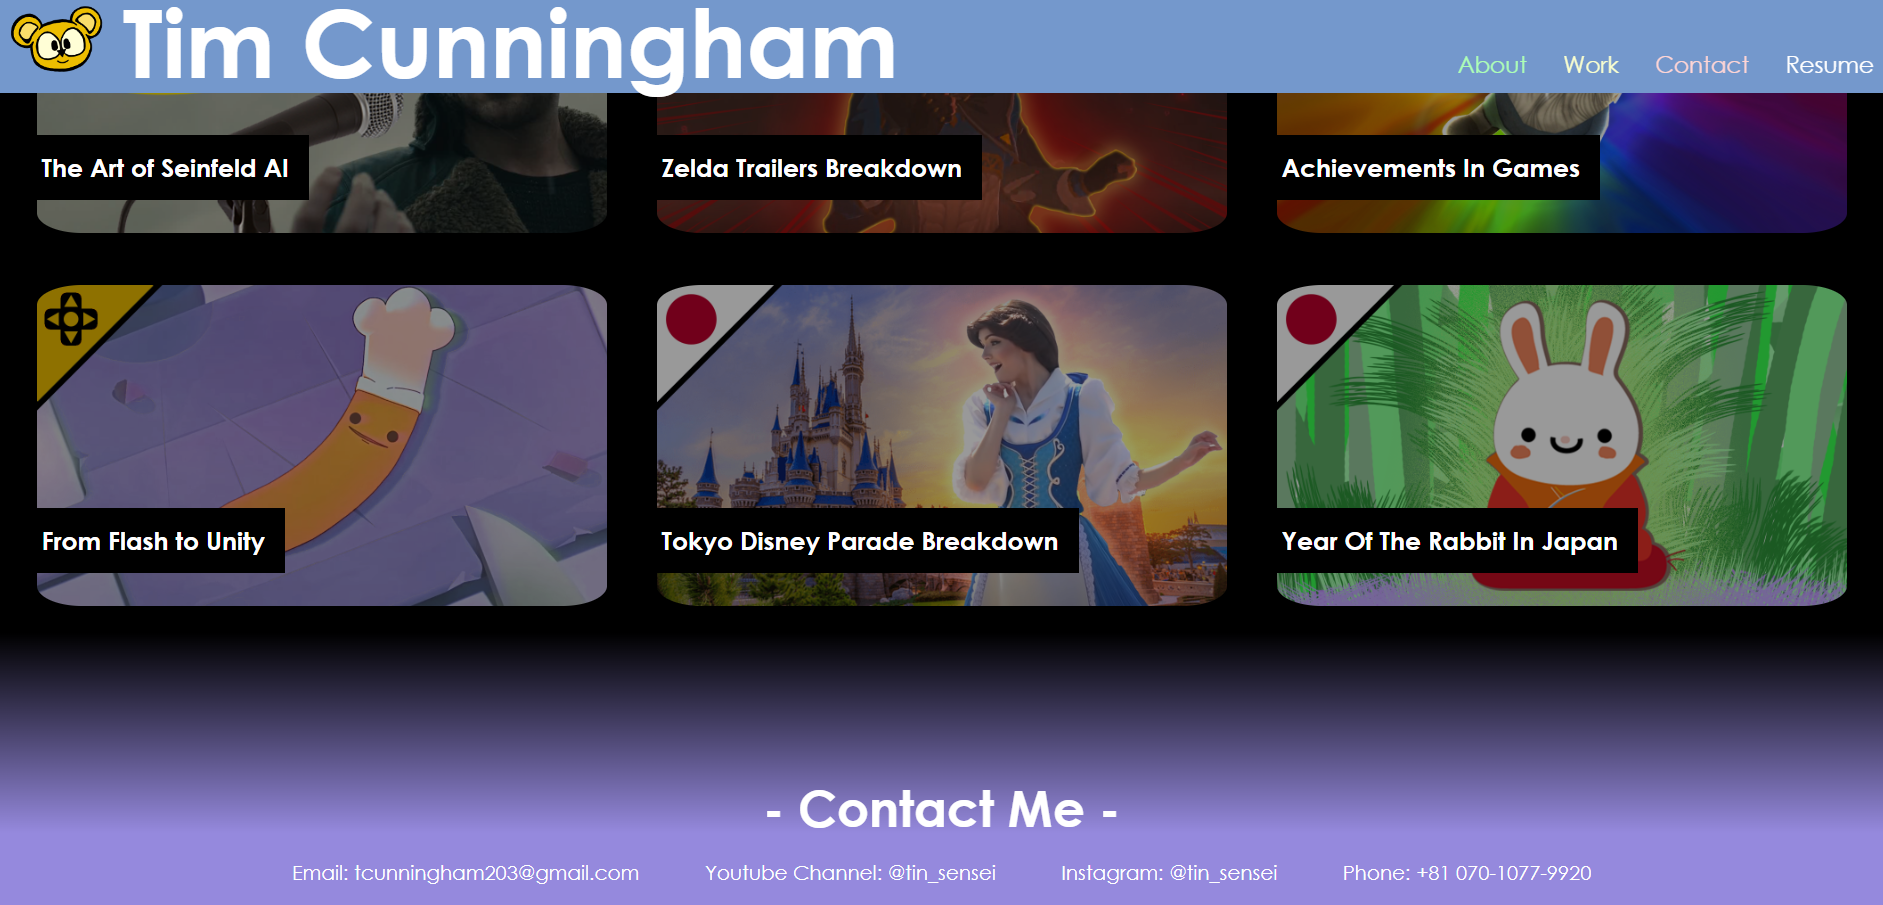 Tim Cunningham
About Work Contact Resume
The Art of Seinfeld AI
Zelda Trailers Breakdown
Achievements In Games
From Flash to Unity
Tokyo Disney Parade Breakdown
Year Of The Rabbit In Japan
- Contact Me -
Email: tcunningham203@gmail.com Youtube Channel: @tin_sensei Instagram: @tin_sensei Phone: +81 070-1077-9920